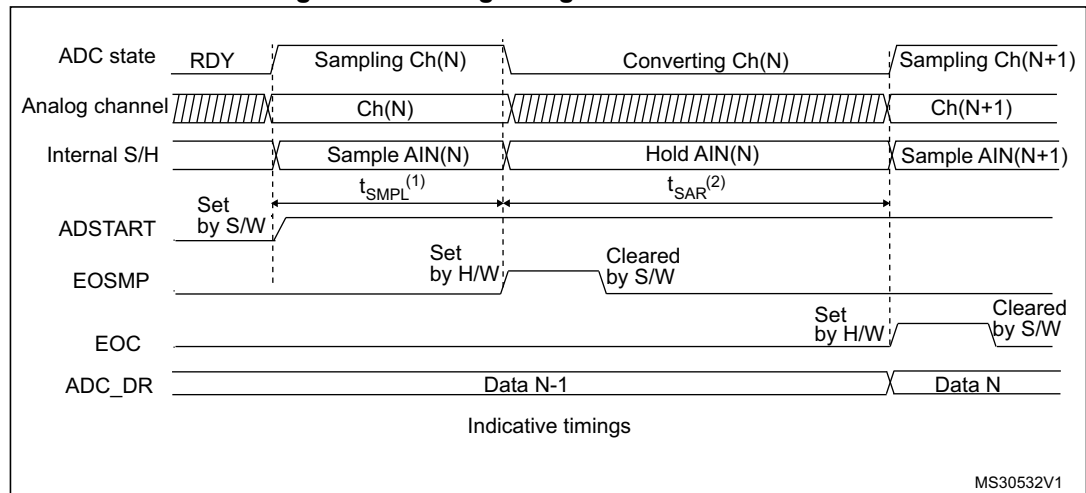 ADC state RDY Sampling Ch(N) Converting Ch(N) Sampling Ch(N+1)
Analog channel Ch(N) Ch(N+1)
Internal S/H Sample AIN(N) Hold AIN(N) Sample AIN(N+1)
tSMPL(1) tSAR(2)
Set
by S/W
ADSTART
Set
by H/W
Cleared
by S/W
EOSMP
Set
by H/W
Cleared
by S/W
EOC
ADC_DR Data N-1 Data N
Indicative timings
MS30532V1